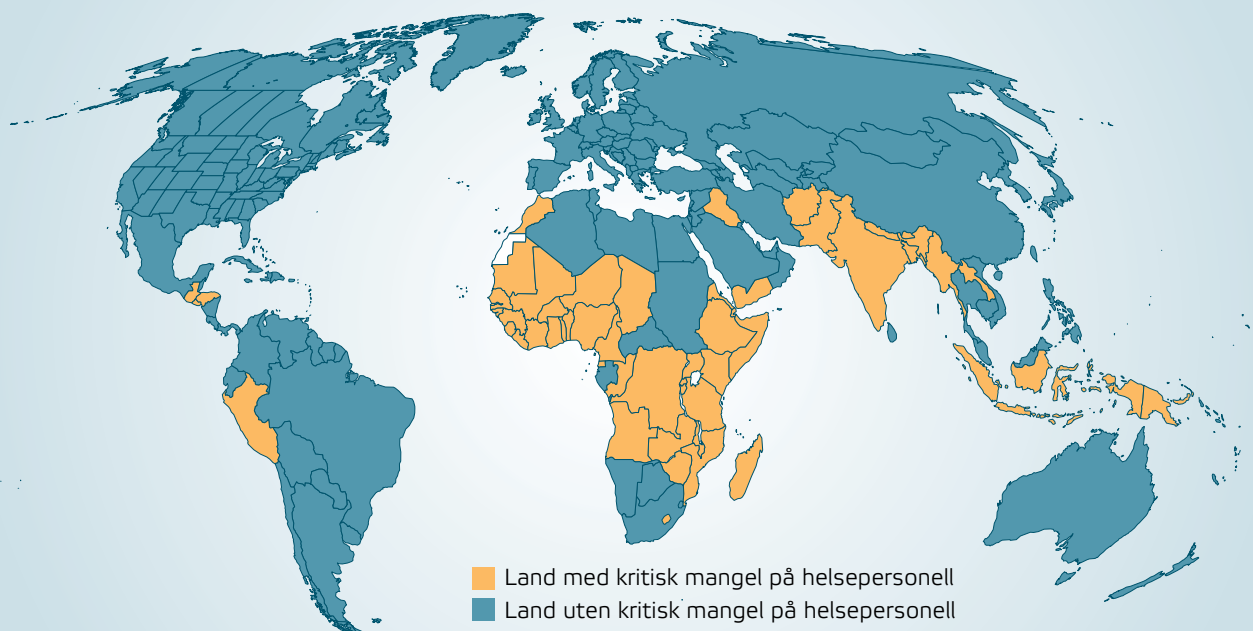 Land med kritisk mangel på helsepersonell
Land uten kritisk mangel på helsepersonell